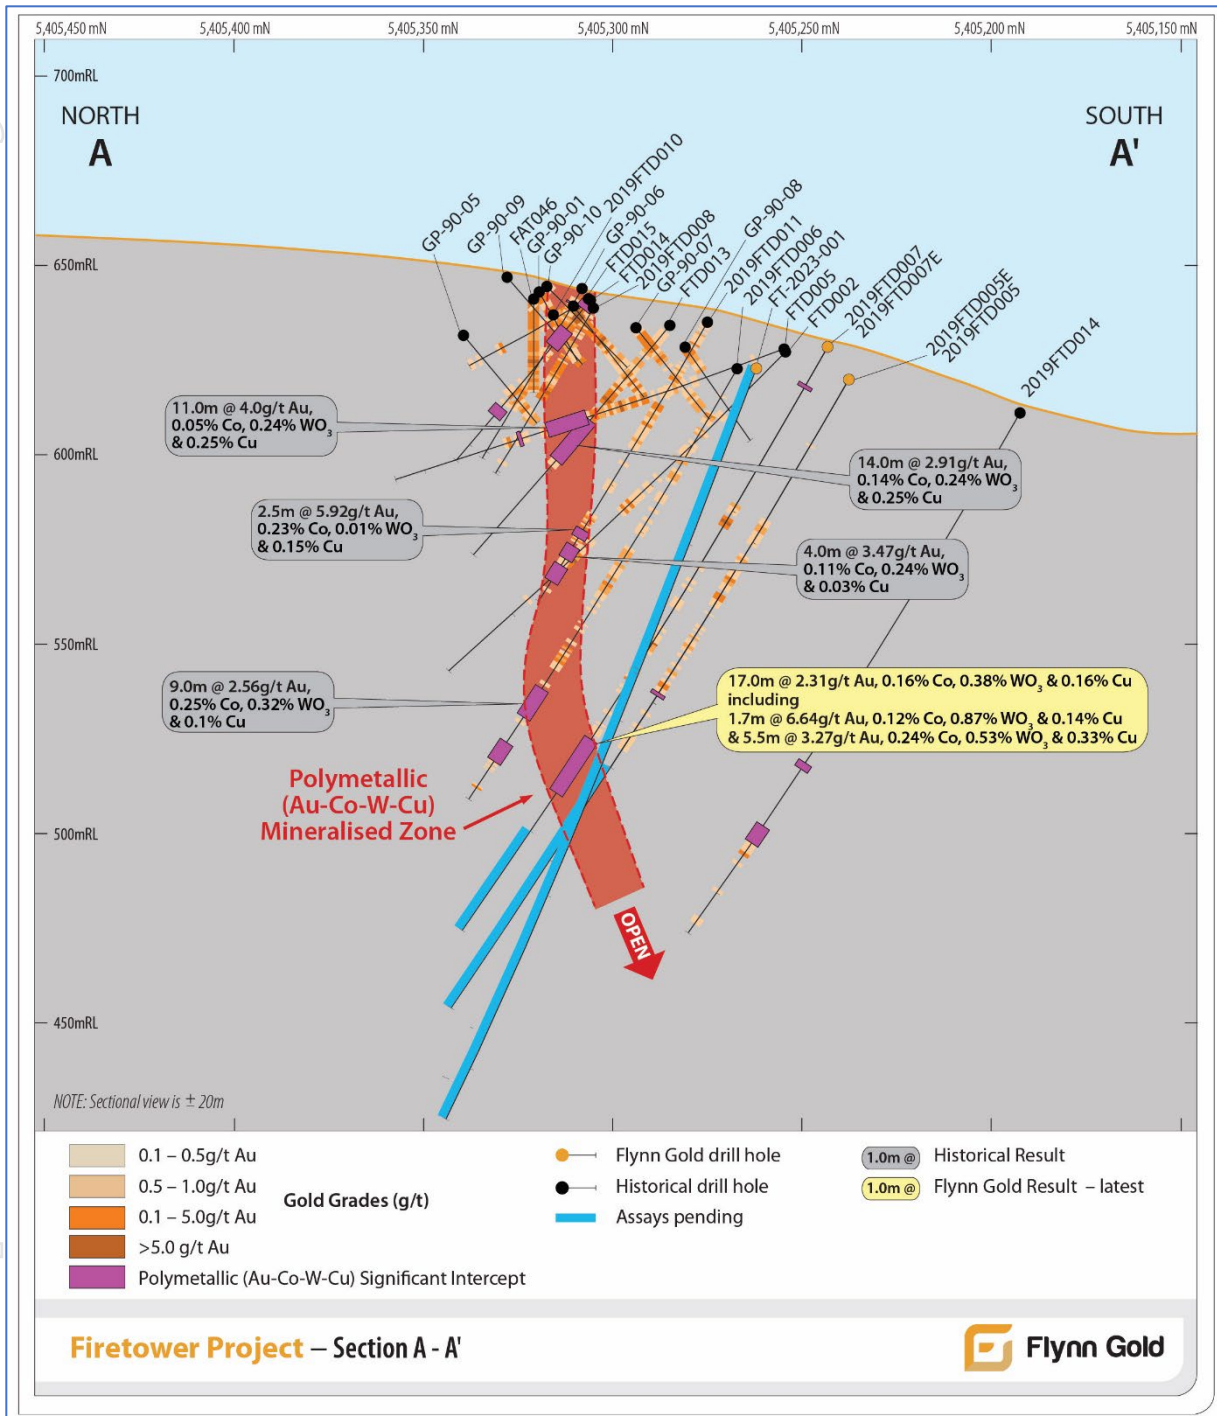 5,405,450 mN
5,405,400 mN
5,405,350 mN
5,405,300 mN
5,405,250 mN
5,405,200 mN
5,405,150 mN
700mRL
NORTH
A
SOUTH
A'
GP-90-05
GP-90-09
FAT046
GP-90-01
GP-90-10
2019FTD010
GP-90-06
FTD015
FTD014
2019FTD008
GP-90-07
FTD013
GP-90-08
2019FTD011
2019FTD006
FT-2023-001
FTD005
FTD002
2019FTD007
2019FTD007E
2019FTD005E
2019FTD005
2019FTD014
650mRL
11.0m @ 4.0g/t Au,
0.05% Co, 0.24% WO₃
& 0.25% Cu
600mRL
14.0m @ 2.91g/t Au,
0.14% Co, 0.24% WO₃
& 0.25% Cu
2.5m @ 5.92g/t Au,
0.23% Co, 0.01% WO₃
& 0.15% Cu
4.0m @ 3.47g/t Au,
0.11% Co, 0.24% WO₃
& 0.03% Cu
550mRL
9.0m @ 2.56g/t Au,
0.25% Co, 0.32% WO₃
& 0.1% Cu
17.0m @ 2.31g/t Au, 0.16% Co, 0.38% WO₃ & 0.16% Cu
including
1.7m @ 6.64g/t Au, 0.12% Co, 0.87% WO₃ & 0.14% Cu
& 5.5m @ 3.27g/t Au, 0.24% Co, 0.53% WO₃ & 0.33% Cu
Polymetallic
(Au-Co-W-Cu)
Mineralised Zone
500mRL
OPEN
450mRL
NOTE: Sectional view is ± 20m
0.1 – 0.5g/t Au
0.5 – 1.0g/t Au
0.1 – 5.0g/t Au
>5.0 g/t Au
Polymetallic (Au-Co-W-Cu) Significant Intercept
Gold Grades (g/t)
Flynn Gold drill hole
Historical drill hole
Assays pending
1.0m @ Historical Result
1.0m @ Flynn Gold Result – latest
Firetower Project – Section A - A'
Flynn Gold